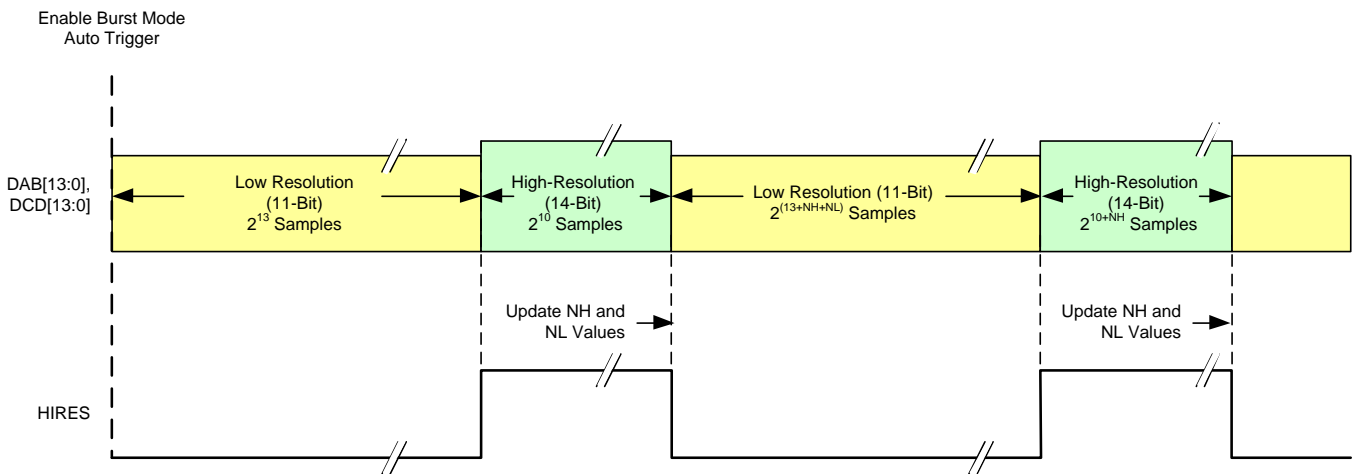 Enable Burst Mode
Auto Trigger
DAB[13:0],
DCD[13:0]
Low Resolution
(11-Bit)
2^13 Samples
High-Resolution
(14-Bit)
2^10 Samples
Low Resolution (11-Bit)
2^(13+NH+NL) Samples
High-Resolution
(14-Bit)
2^10+NH Samples
Update NH and
NL Values
Update NH and
NL Values
HIRES